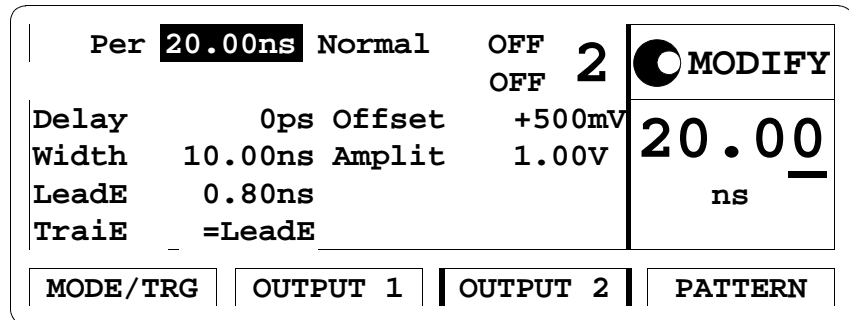 Per 20.00ns Normal OFF 2 MODIFY
OFF
Delay 0ps Offset +500mV 20.00
Width 10.00ns Amplit 1.00V
LeadE 0.80ns ns
TraiE =LeadE
MODE/TRG OUTPUT 1 OUTPUT 2 PATTERN